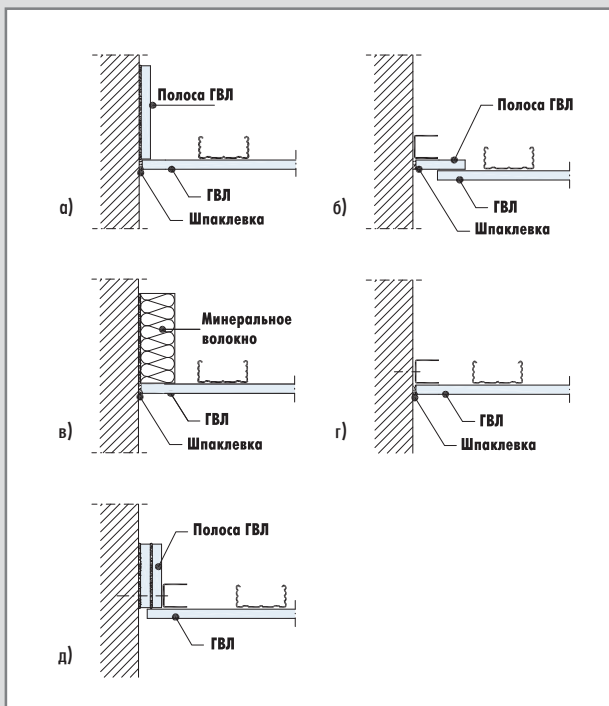 а)
Полоса ГВЛ
ГВЛ
Шпаклевка
б)
Полоса ГВЛ
ГВЛ
Шпаклевка
в)
Минеральное
волокно
ГВЛ
Шпаклевка
г)
ГВЛ
Шпаклевка
д)
Полоса ГВЛ
ГВЛ